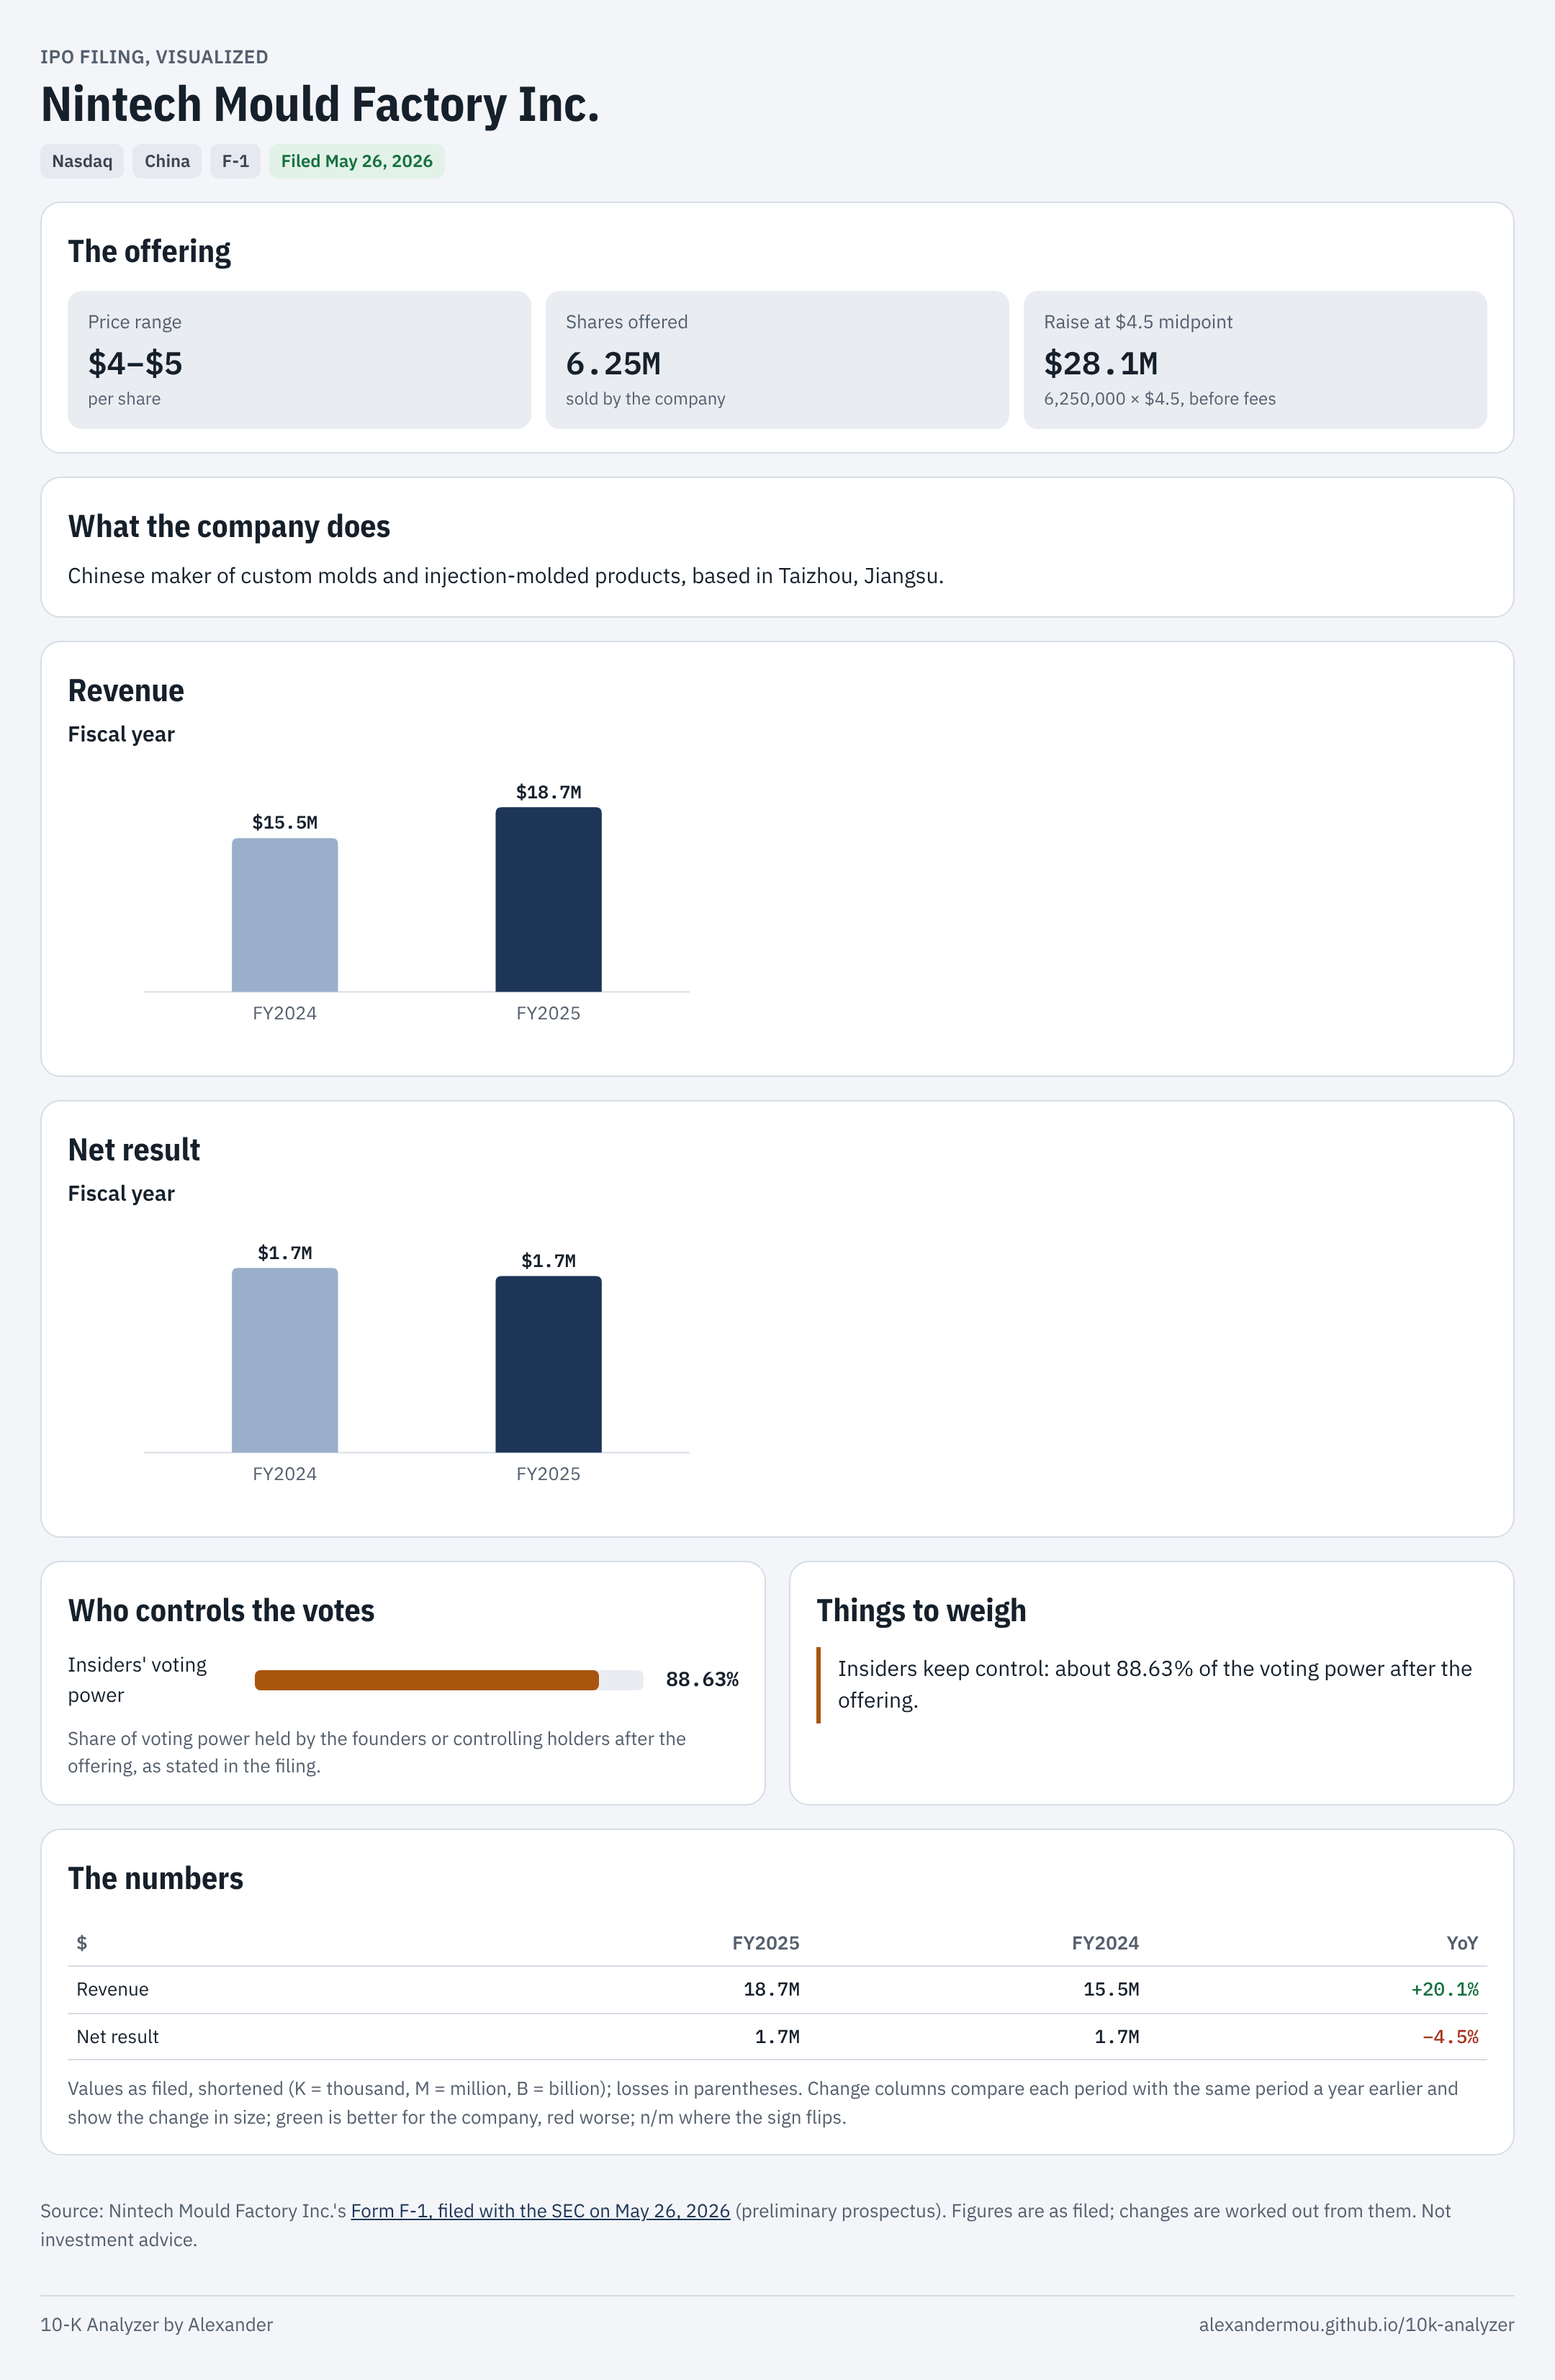 IPO FILING, VISUALIZED
Nintech Mould Factory Inc.
Nasdaq China F-1 Filed May 26, 2026
The offering
Price range
$4–$5
per share
Shares offered
6.25M
sold by the company
Raise at $4.5 midpoint
$28.1M
6,250,000 × $4.5, before fees
What the company does
Chinese maker of custom molds and injection-molded products, based in Taizhou, Jiangsu.
Revenue
Fiscal year
$15.5M
$18.7M
FY2024 FY2025
Net result
Fiscal year
$1.7M
$1.7M
FY2024 FY2025
Who controls the votes
Insiders' voting
power
88.63%
Share of voting power held by the founders or controlling holders after the
offering, as stated in the filing.
Things to weigh
Insiders keep control: about 88.63% of the voting power after the
offering.
The numbers
$ FY2025 FY2024 YoY
Revenue 18.7M 15.5M +20.1%
Net result 1.7M 1.7M −4.5%
Values as filed, shortened (K = thousand, M = million, B = billion); losses in parentheses. Change columns compare each period with the same period a year earlier and
show the change in size; green is better for the company, red worse; n/m where the sign flips.
Source: Nintech Mould Factory Inc.'s Form F-1, filed with the SEC on May 26, 2026 (preliminary prospectus). Figures are as filed; changes are worked out from them. Not
investment advice.
10-K Analyzer by Alexander
alexandermou.github.io/10k-analyzer